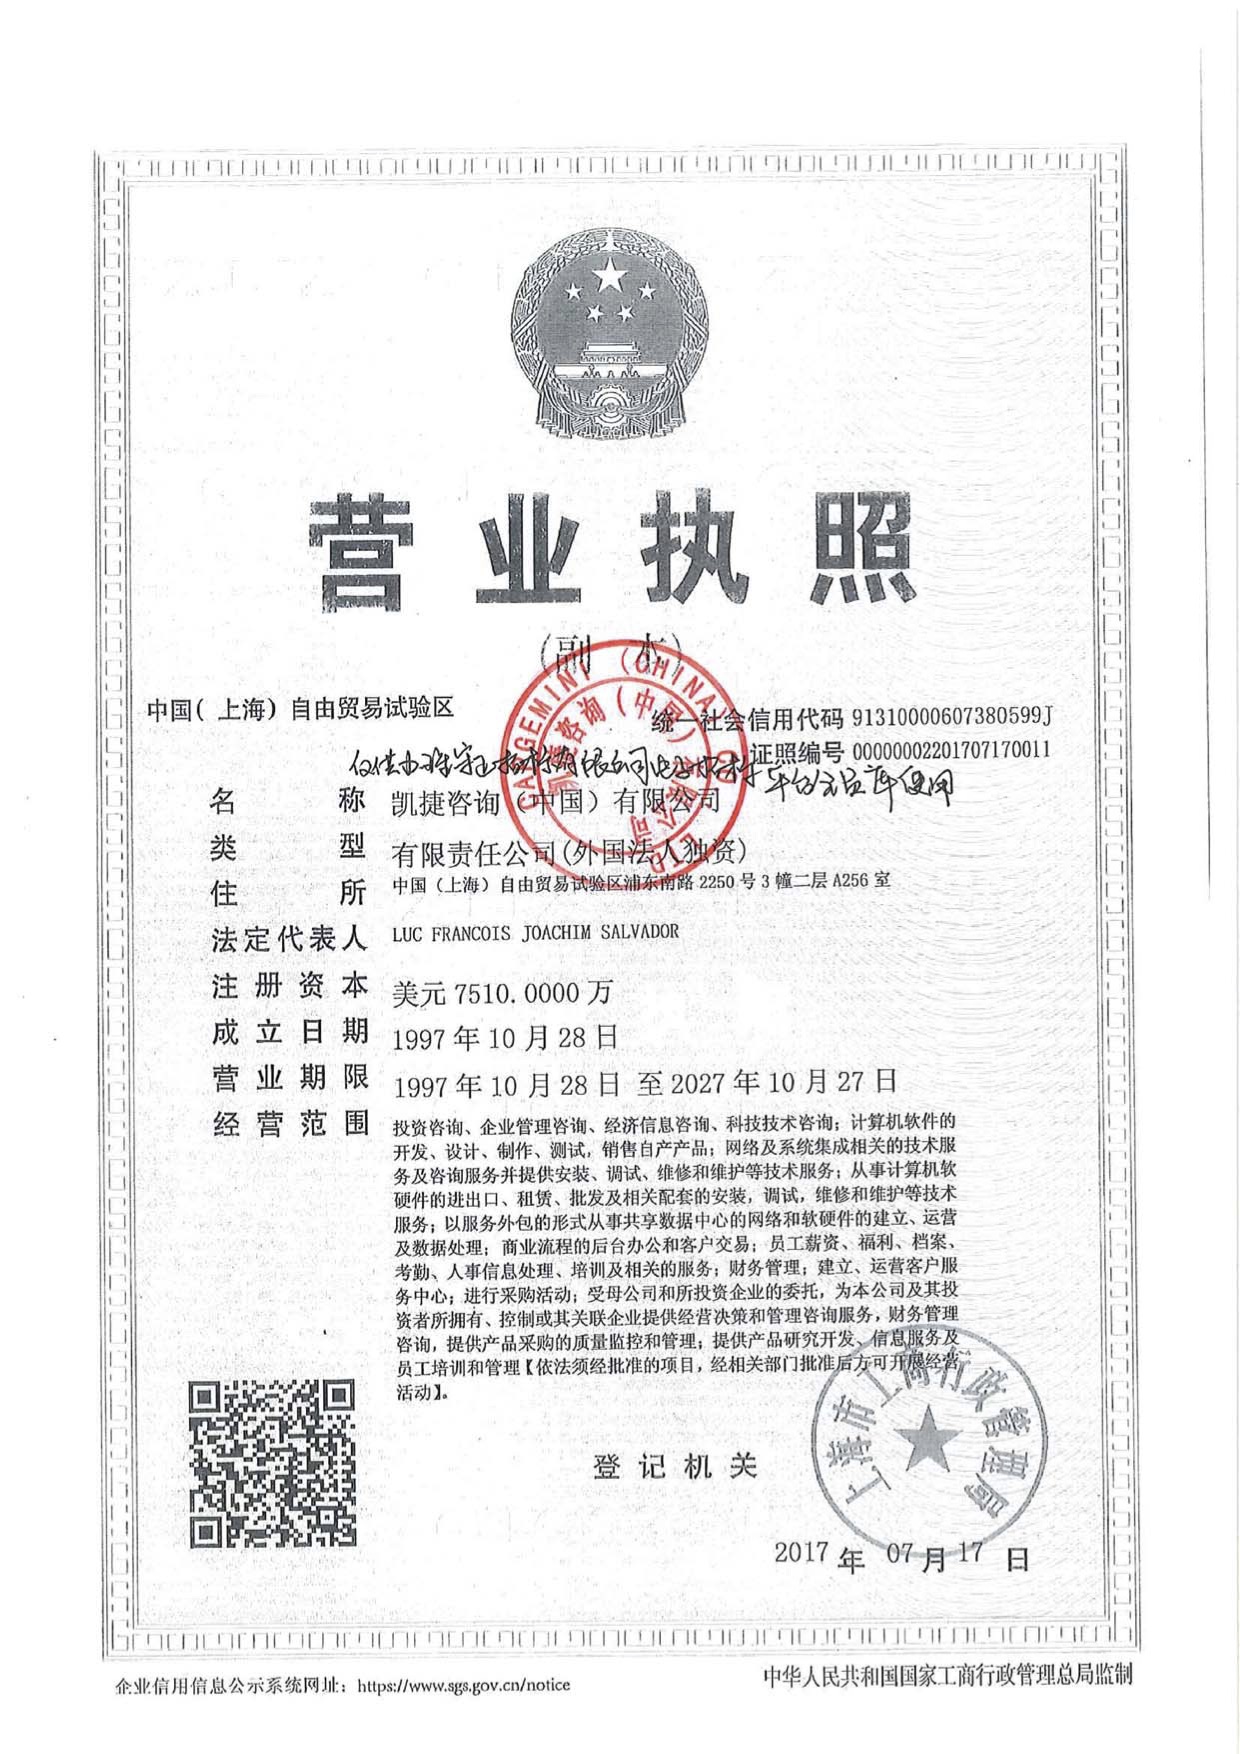 营业执照
(副 本)
中国( 上海) 自由贸易试验区
统一社会信用代码 91310000607380599J
证照编号 00000002201707170011
CAPGEMINI (CHINA) CO., LTD
凯捷咨询(中国)有限公司
名 称 凯捷咨询（中国）有限公司
类 型 有限责任公司(外国法人独资)
住 所 中国（上海）自由贸易试验区浦东南路 2250 号 3 幢二层 A256 室
法定代表人 LUC FRANCOIS JOACHIM SALVADOR
注册资本 美元 7510.0000 万
成立日期 1997 年 10 月 28 日
营业期限 1997 年 10 月 28 日 至 2027 年 10 月 27 日
经营范围 投资咨询、企业管理咨询、经济信息咨询、科技技术咨询；计算机软件的
开发、设计、制作、测试，销售自产产品；网络及系统集成相关的技术服
务及咨询服务并提供安装、调试、维修和维护等技术服务；从事计算机软
硬件的进出口、租赁、批发及相关配套的安装，调试，维修和维护等技术
服务；以服务外包的形式从事共享数据中心的网络和软硬件的建立、运营
及数据处理；商业流程的后台办公和客户交易；员工薪资、福利、档案、
考勤、人事信息处理、培训及相关的服务；财务管理；建立、运营客户服
务中心；进行采购活动；受母公司和所投资企业的委托，为本公司及其投
资者所拥有、控制或其关联企业提供经营决策和管理咨询服务，财务管理
咨询，提供产品采购的质量监控和管理；提供产品研究开发、信息服务及
员工培训和管理【依法须经批准的项目，经相关部门批准后方可开展经营
活动】。
登记机关
上海市工商行政管理局
2017 年 07 月 17 日
企业信用信息公示系统网址：https://www.sgs.gov.cn/notice
中华人民共和国国家工商行政管理总局监制